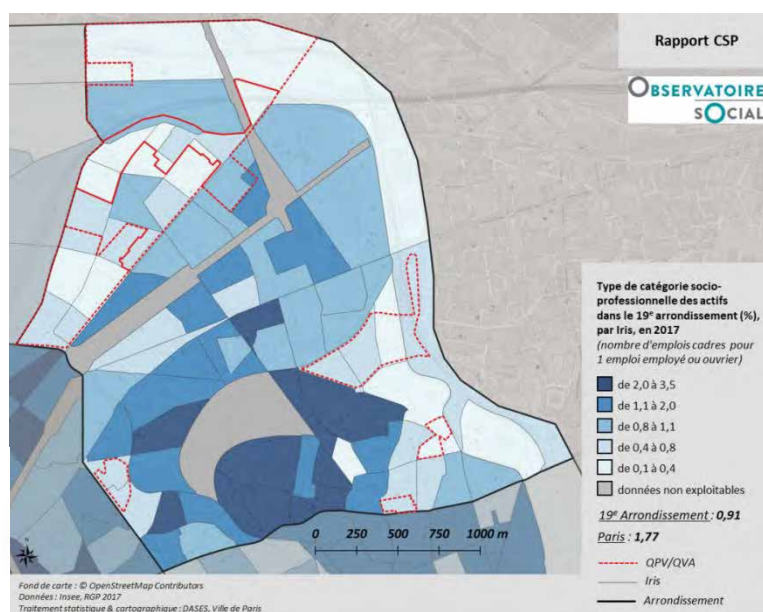 Rapport CSP
OBSERVATOIRE
SOCIAL
Type de catégorie socio-
professionnelle des actifs
dans le 19e arrondissement (%),
par Iris, en 2017
(nombre d'emplois cadres pour
1 emploi employé ou ouvrier)
de 2,0 à 3,5
de 1,1 à 2,0
de 0,8 à 1,1
de 0,4 à 0,8
de 0,1 à 0,4
données non exploitables
19e Arrondissement : 0,91
Paris : 1,77
QPV/QVA
Iris
Arrondissement
0 250 500 750 1000 m
N
Fond de carte : © OpenStreetMap Contributors
Données : Insee, RGP 2017
Traitement statistique & cartographique : DASES, Ville de Paris